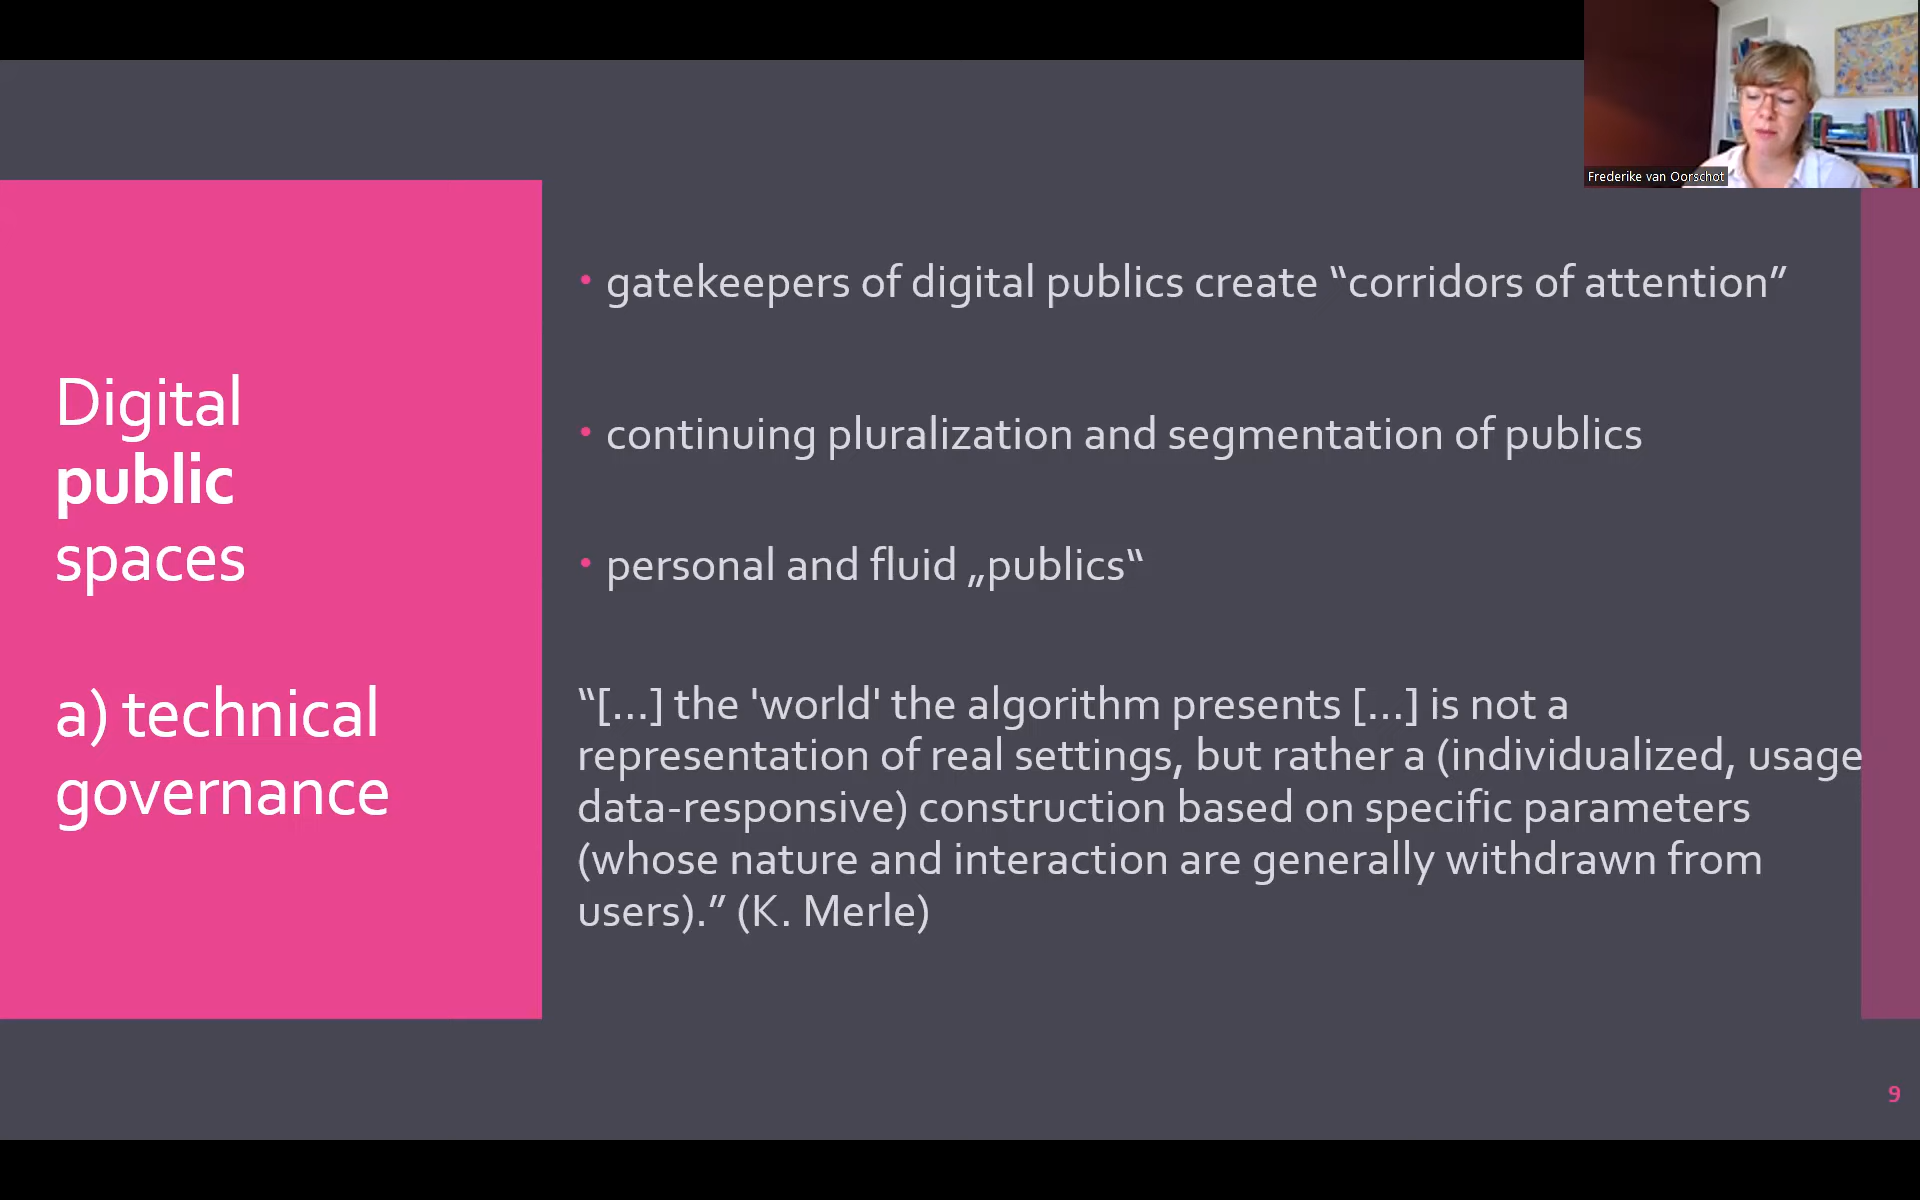 Frederike van Oorschot
Digital
public
spaces
a) technical
governance
• gatekeepers of digital publics create “corridors of attention”
• continuing pluralization and segmentation of publics
• personal and fluid „publics“
“[…] the 'world' the algorithm presents […] is not a
representation of real settings, but rather a (individualized, usage
data-responsive) construction based on specific parameters
(whose nature and interaction are generally withdrawn from
users).” (K. Merle)
9